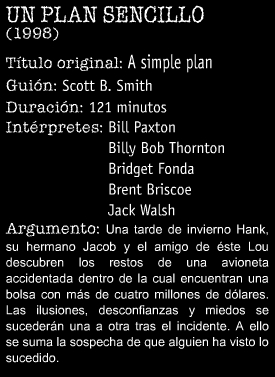 UN PLAN SENCILLO
(1998)
Título original: A simple plan
Guión: Scott B. Smith
Duración: 121 minutos
Intérpretes: Bill Paxton
Billy Bob Thornton
Bridget Fonda
Brent Briscoe
Jack Walsh
Argumento: Una tarde de invierno Hank,
su hermano Jacob y el amigo de éste Lou
descubren los restos de una avioneta
accidentada dentro de la cual encuentran una
bolsa con más de cuatro millones de dólares.
Las ilusiones, desconfianzas y miedos se
sucederán una a otra tras el incidente. A ello
se suma la sospecha de que alguien ha visto lo
sucedido.